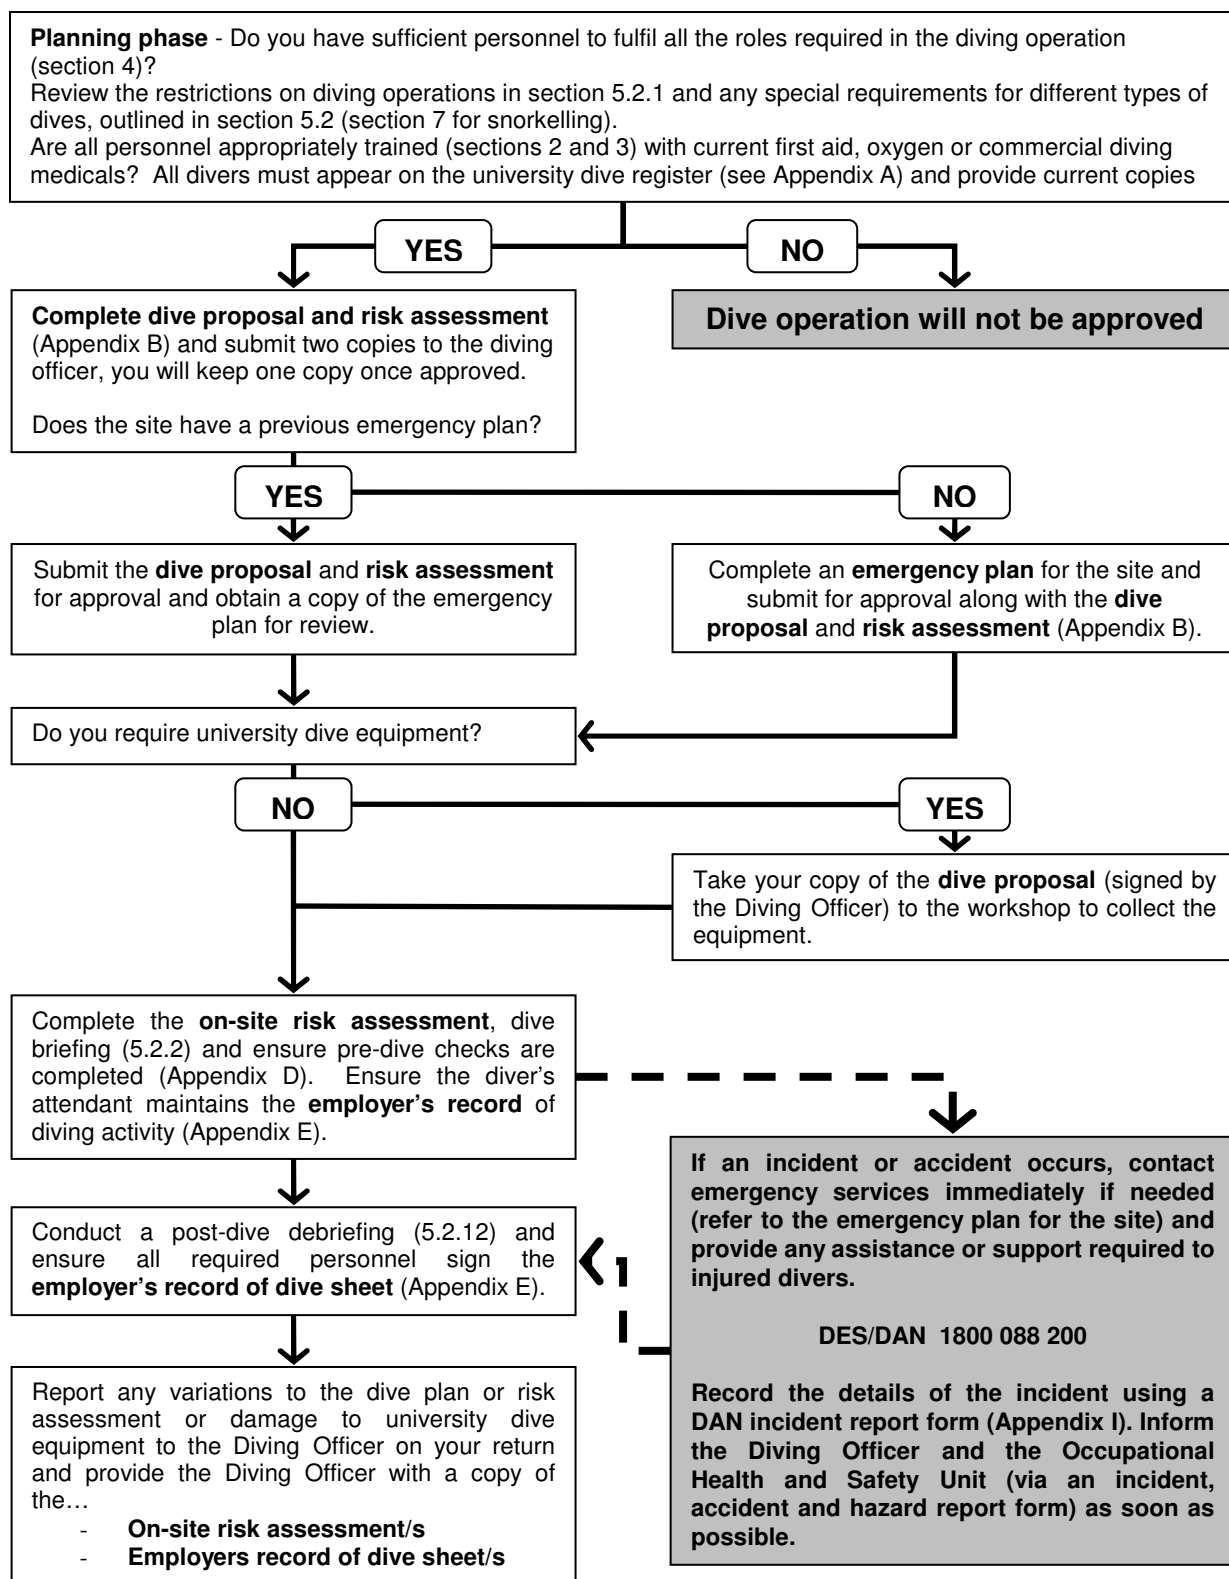 Planning phase - Do you have sufficient personnel to fulfil all the roles required in the diving operation
(section 4)?
Review the restrictions on diving operations in section 5.2.1 and any special requirements for different types of
dives, outlined in section 5.2 (section 7 for snorkelling).
Are all personnel appropriately trained (sections 2 and 3) with current first aid, oxygen or commercial diving
medicals? All divers must appear on the university dive register (see Appendix A) and provide current copies
YES
NO
Complete dive proposal and risk assessment
(Appendix B) and submit two copies to the diving
officer, you will keep one copy once approved.
Does the site have a previous emergency plan?
Dive operation will not be approved
YES
NO
Submit the dive proposal and risk assessment
for approval and obtain a copy of the emergency
plan for review.
Complete an emergency plan for the site and
submit for approval along with the dive
proposal and risk assessment (Appendix B).
Do you require university dive equipment?
NO
YES
Take your copy of the dive proposal (signed by
the Diving Officer) to the workshop to collect the
equipment.
Complete the on-site risk assessment, dive
briefing (5.2.2) and ensure pre-dive checks are
completed (Appendix D). Ensure the diver's
attendant maintains the employer's record of
diving activity (Appendix E).
If an incident or accident occurs, contact
emergency services immediately if needed
(refer to the emergency plan for the site) and
provide any assistance or support required to
injured divers.
DES/DAN 1800 088 200
Record the details of the incident using a
DAN incident report form (Appendix I). Inform
the Diving Officer and the Occupational
Health and Safety Unit (via an incident,
accident and hazard report form) as soon as
possible.
Conduct a post-dive debriefing (5.2.12) and
ensure all required personnel sign the
employer's record of dive sheet (Appendix E).
Report any variations to the dive plan or risk
assessment or damage to university dive
equipment to the Diving Officer on your return
and provide the Diving Officer with a copy of
the…
- On-site risk assessment/s
- Employers record of dive sheet/s